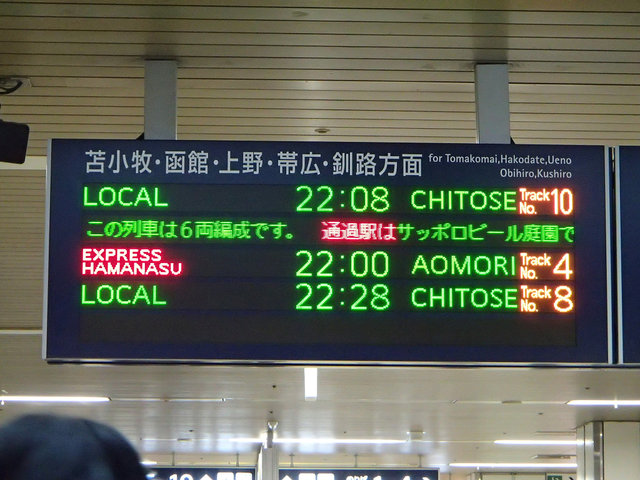 苫小牧・函館・上野・帯広・釧路方面 for Tomakomai,Hakodate,Ueno
Obihiro,Kushiro
LOCAL 22:08 CHITOSE Track No. 10
この列車は6両編成です。 通過駅はサッポロビール庭園で
EXPRESS HAMANASU 22:00 AOMORI Track No. 4
LOCAL 22:28 CHITOSE Track No. 8